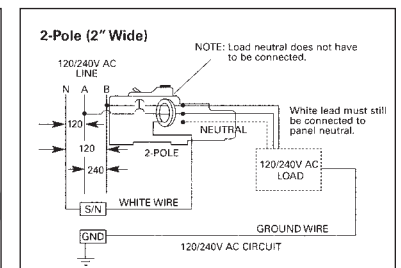 2-Pole (2" Wide)
NOTE: Load neutral does not have
to be connected.
120/240V AC
LINE
N A B
White lead must still
be connected to
panel neutral.
120
NEUTRAL
120
2-POLE
240
120/240V AC
LOAD
S/N
WHITE WIRE
GROUND WIRE
GND
120/240V AC CIRCUIT